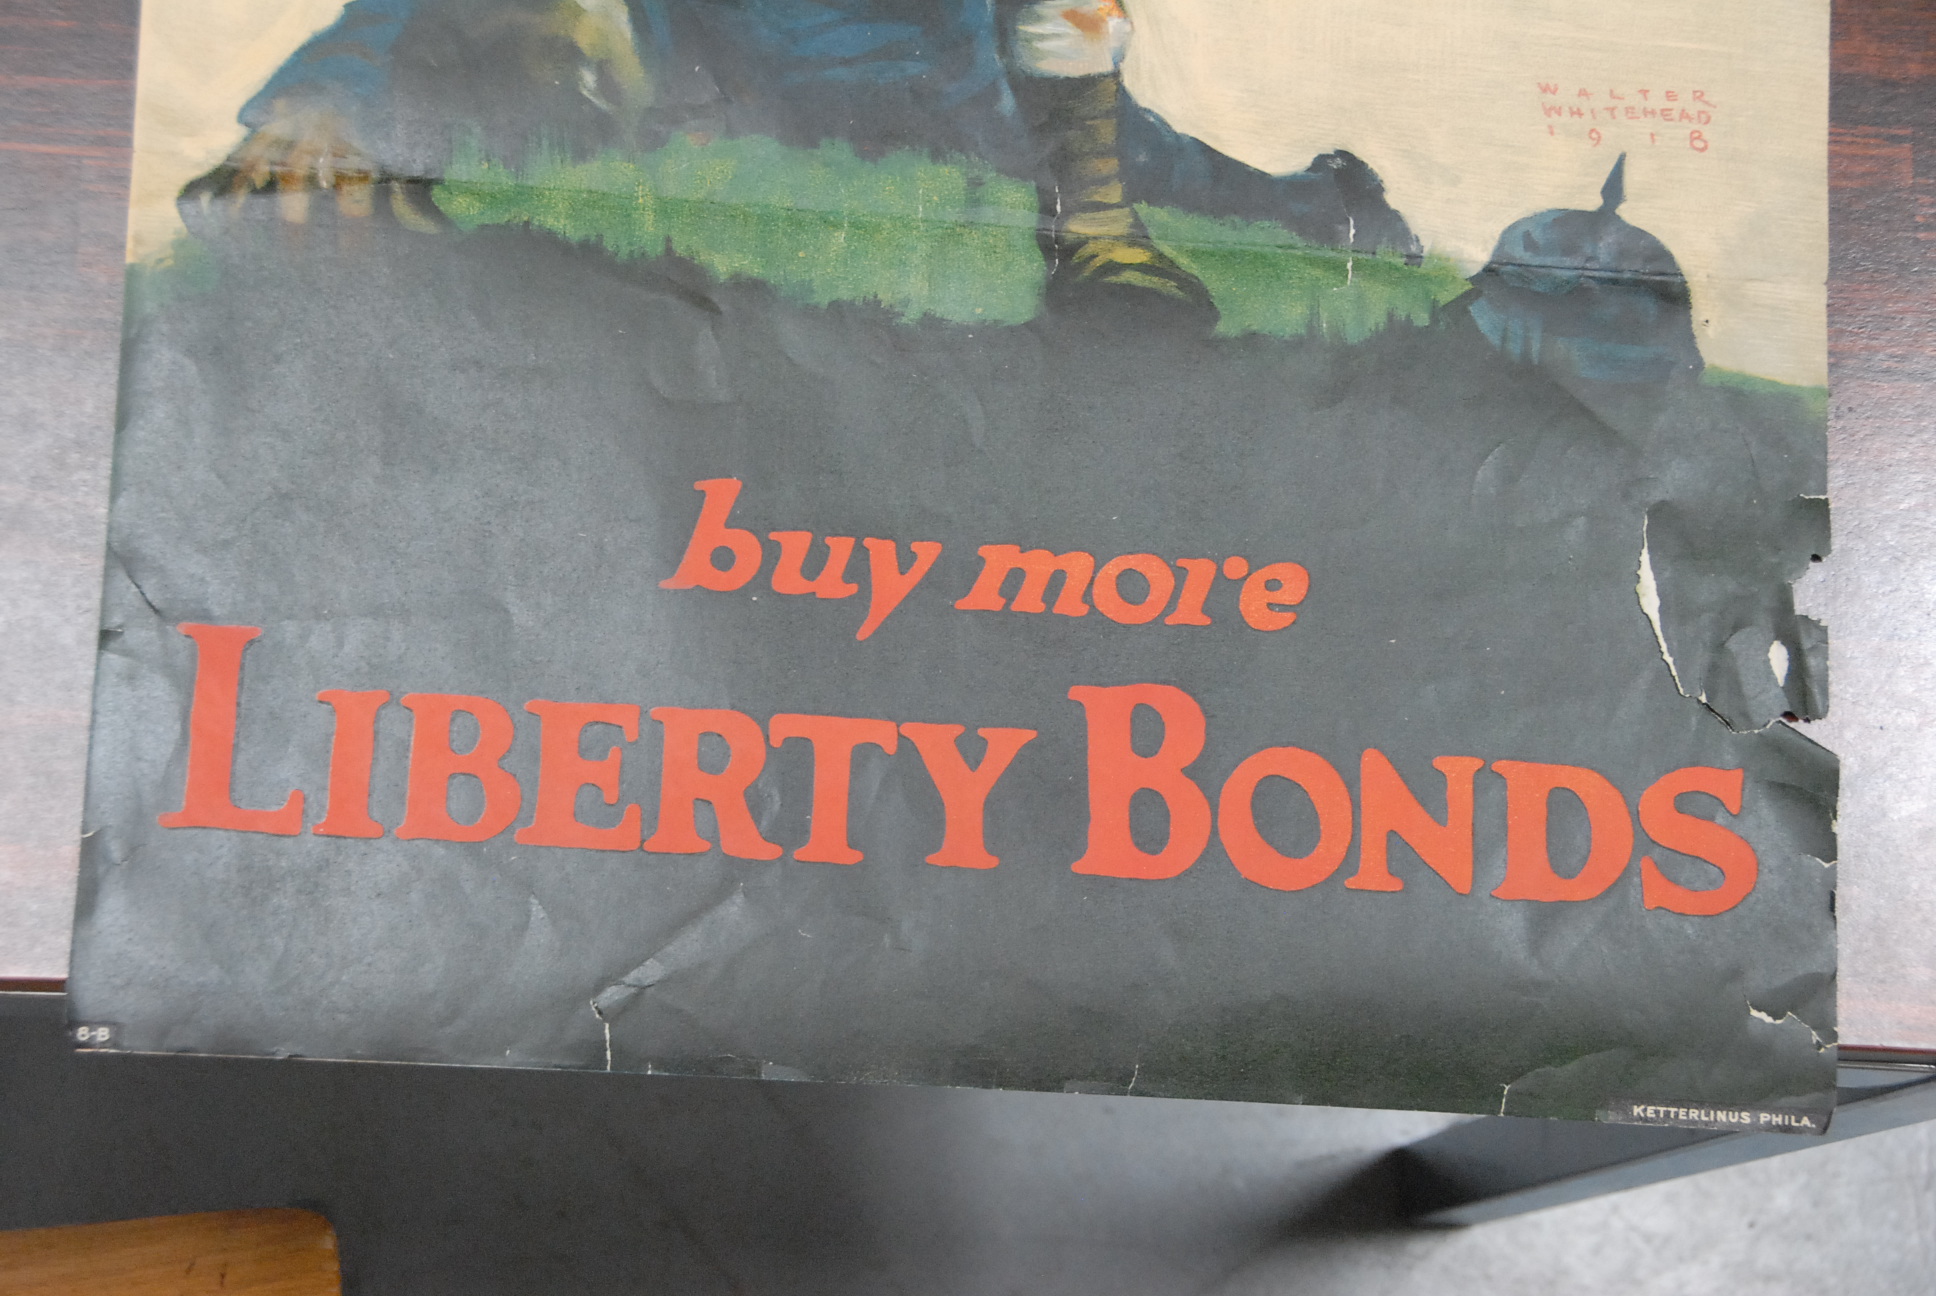 WALTER
WHITEHEAD
1918
buy more
LIBERTY BONDS
8-B
KETTERLINUS PHILA.